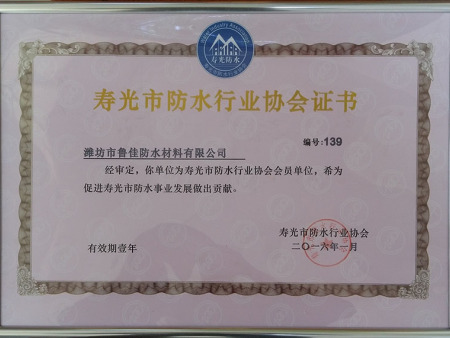 寿光防水
寿光市防水行业协会证书
编号:139
潍坊市鲁佳防水材料有限公司
经审定，你单位为寿光市防水行业协会会员单位，希为
促进寿光市防水事业发展做出贡献。
寿光市防水行业协会
二〇一六年一月
有效期壹年